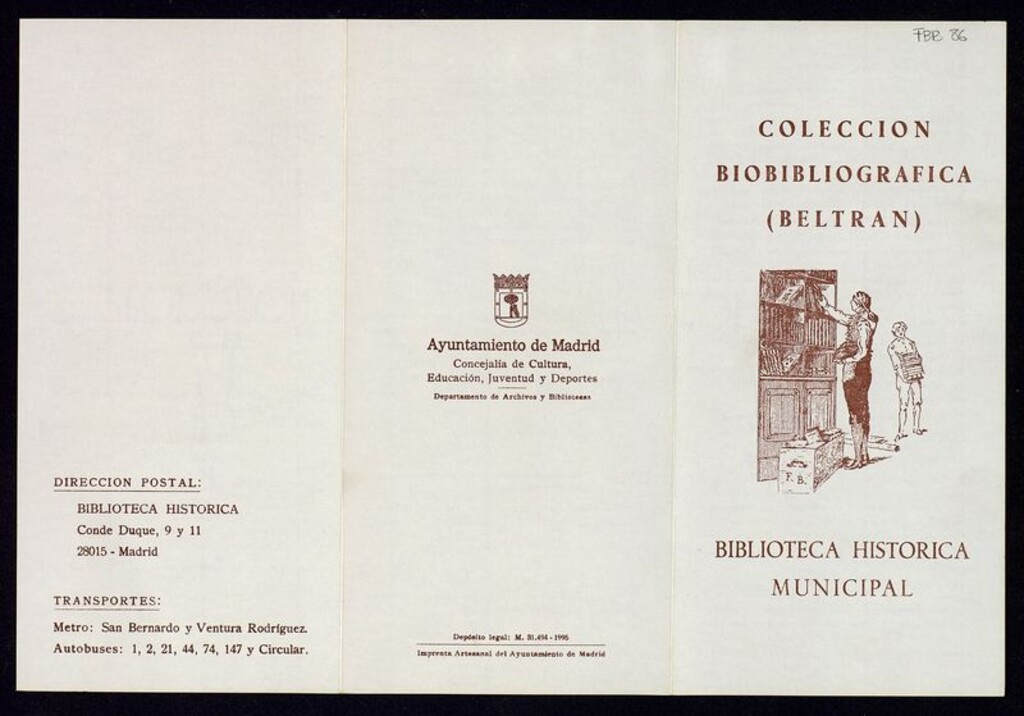 DIRECCION POSTAL:
BIBLIOTECA HISTORICA
Conde Duque, 9 y 11
28015 - Madrid
TRANSPORTES:
Metro: San Bernardo y Ventura Rodríguez.
Autobuses: 1, 2, 21, 44, 74, 147 y Circular.
Ayuntamiento de Madrid
Concejalía de Cultura,
Educación, Juventud y Deportes
Departamento de Archivos y Bibliotecas
Depósito legal: M. 31.494 - 1995
Imprenta Artesanal del Ayuntamiento de Madrid
FBR 36
COLECCION
BIOBIBLIOGRAFICA
(BELTRAN)
F. B.
BIBLIOTECA HISTORICA
MUNICIPAL